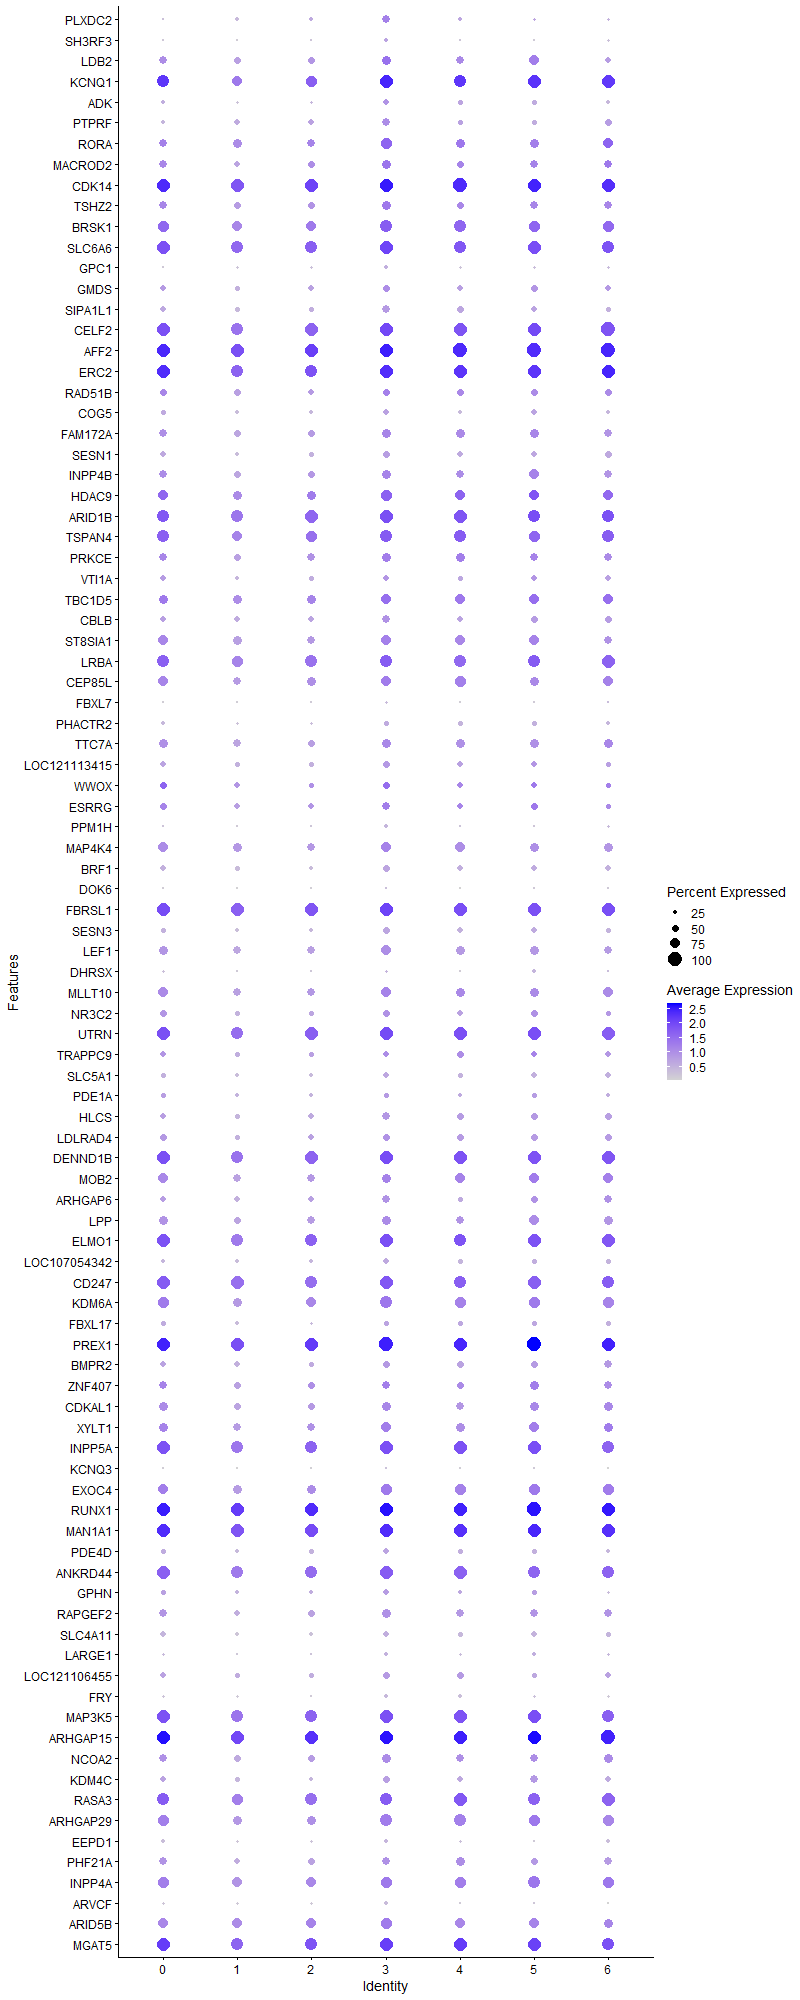 PLXDC2
SH3RF3
LDB2
KCNQ1
ADK
PTPRF
RORA
MACROD2
CDK14
TSHZ2
BRSK1
SLC6A6
GPC1
GMDS
SIPA1L1
CELF2
AFF2
ERC2
RAD51B
COG5
FAM172A
SESN1
INPP4B
HDAC9
ARID1B
TSPAN4
PRKCE
VTI1A
TBC1D5
CBLB
ST8SIA1
LRBA
CEP85L
FBXL7
PHACTR2
TTC7A
LOC121113415
WWOX
ESRRG
PPM1H
MAP4K4
BRF1
DOK6
FBRSL1
SESN3
LEF1
DHRSX
MLLT10
NR3C2
UTRN
TRAPPC9
SLC5A1
PDE1A
HLCS
LDLRAD4
DENND1B
MOB2
ARHGAP6
LPP
ELMO1
LOC107054342
CD247
KDM6A
FBXL17
PREX1
BMPR2
ZNF407
CDKAL1
XYLT1
INPP5A
KCNQ3
EXOC4
RUNX1
MAN1A1
PDE4D
ANKRD44
GPHN
RAPGEF2
SLC4A11
LARGE1
LOC121106455
FRY
MAP3K5
ARHGAP15
NCOA2
KDM4C
RASA3
ARHGAP29
EEPD1
PHF21A
INPP4A
ARVCF
ARID5B
MGAT5
Features
0 1 2 3 4 5 6
Identity
Percent Expressed
25
50
75
100
Average Expression
2.5
2.0
1.5
1.0
0.5